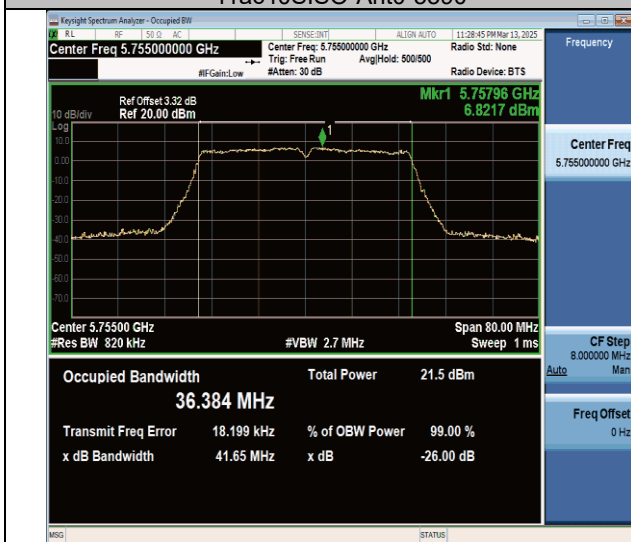 Keysight Spectrum Analyzer - Occupied BW
RL RF 50 Ω AC SENSE:INT ALIGN AUTO 11:28:45 PM Mar 13, 2025
Center Freq 5.755000000 GHz
Center Freq: 5.755000000 GHz
Radio Std: None
Trig: Free Run Avg|Hold: 500/500
#IFGain:Low #Atten: 30 dB Radio Device: BTS
Frequency
Mkr1 5.75796 GHz
6.8217 dBm
Ref Offset 3.32 dB
10 dB/div Ref 20.00 dBm
Log
10.0
0.00
-10.0
-20.0
-30.0
-40.0
-50.0
-60.0
-70.0
1
Center Freq
5.755000000 GHz
Center 5.75500 GHz Span 80.00 MHz
#Res BW 820 kHz #VBW 2.7 MHz Sweep 1 ms
CF Step
8.000000 MHz
Auto Man
Occupied Bandwidth Total Power 21.5 dBm
36.384 MHz
Transmit Freq Error 18.199 kHz % of OBW Power 99.00 %
x dB Bandwidth 41.65 MHz x dB -26.00 dB
Freq Offset
0 Hz
MSG STATUS